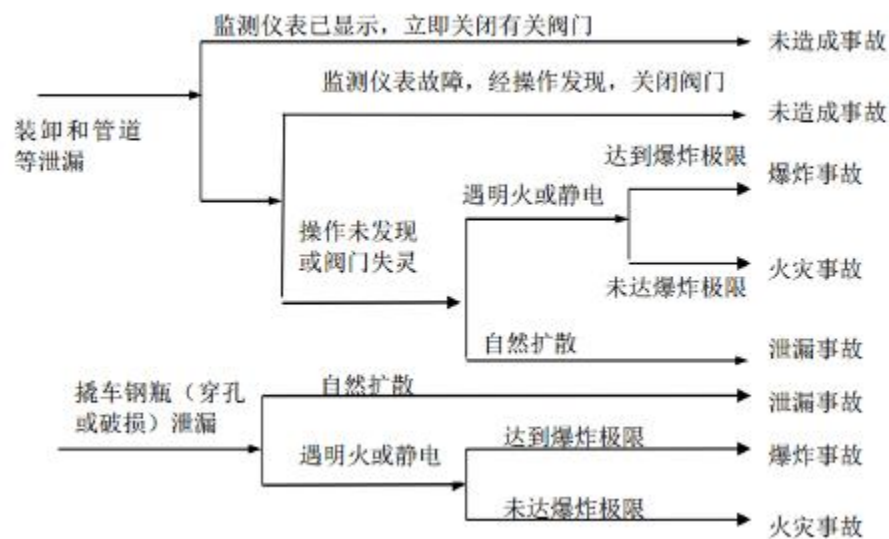 监测仪表已显示，立即关闭有关阀门
未造成事故
监测仪表故障，经操作发现，关闭阀门
未造成事故
装卸和管道
等泄漏
达到爆炸极限
爆炸事故
遇明火或静电
操作未发现
或阀门失灵
火灾事故
未达爆炸极限
自然扩散
泄漏事故
撬车钢瓶（穿孔
或破损）泄漏
自然扩散
泄漏事故
达到爆炸极限
爆炸事故
遇明火或静电
未达爆炸极限
火灾事故